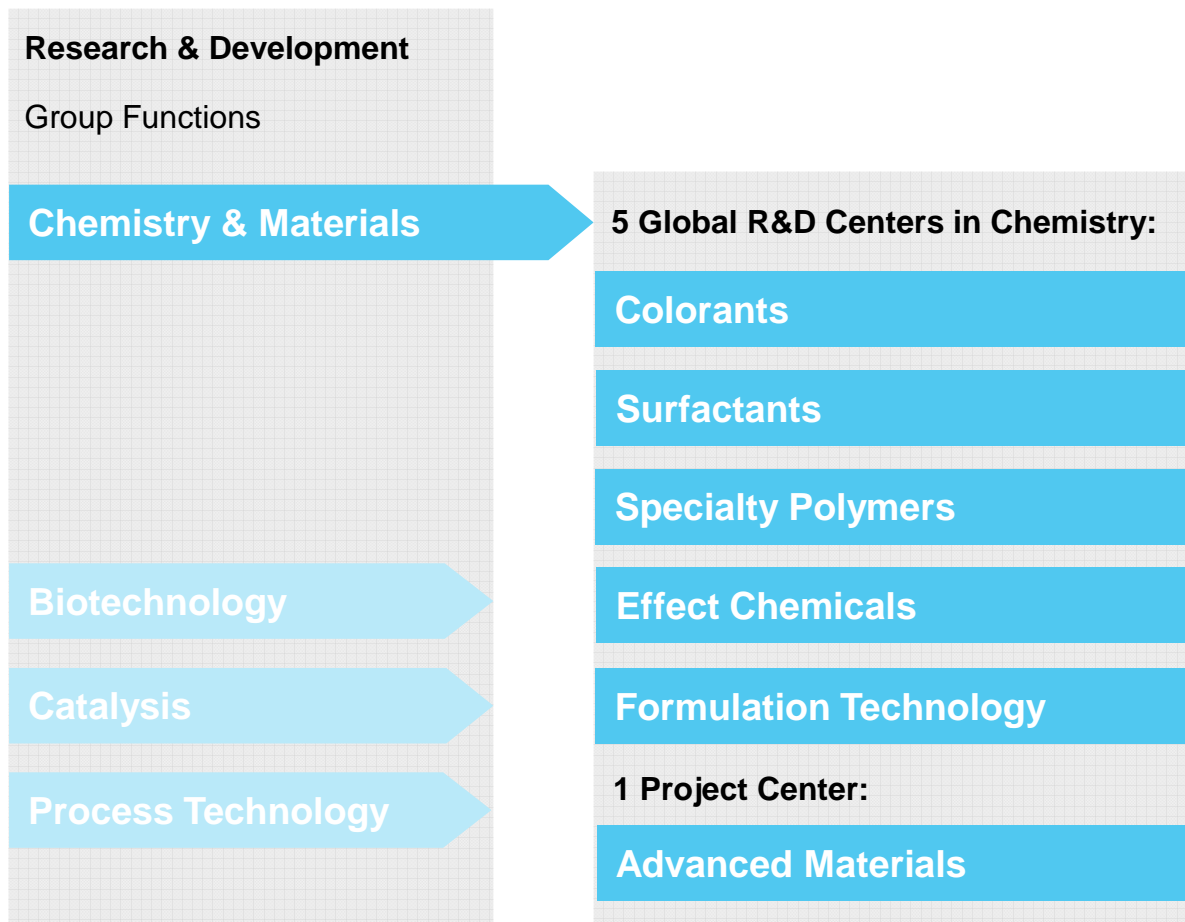 Research & Development
Group Functions
Chemistry & Materials
Biotechnology
Catalysis
Process Technology
5 Global R&D Centers in Chemistry:
Colorants
Surfactants
Specialty Polymers
Effect Chemicals
Formulation Technology
1 Project Center:
Advanced Materials